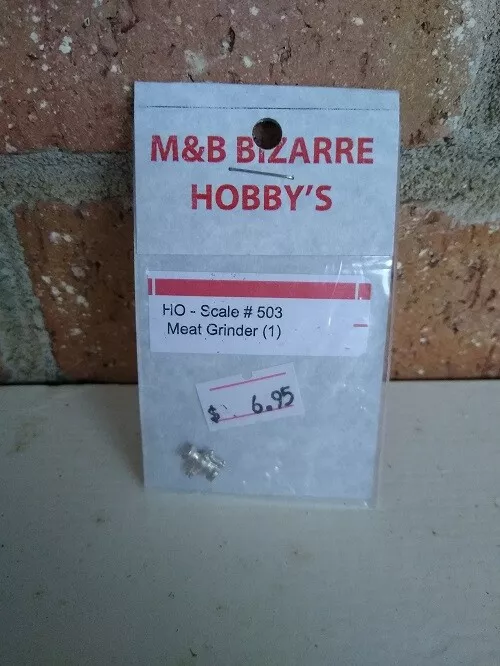 M&B BIZARRE
HOBBY'S
HO - Scale # 503
Meat Grinder (1)
$ 6.95